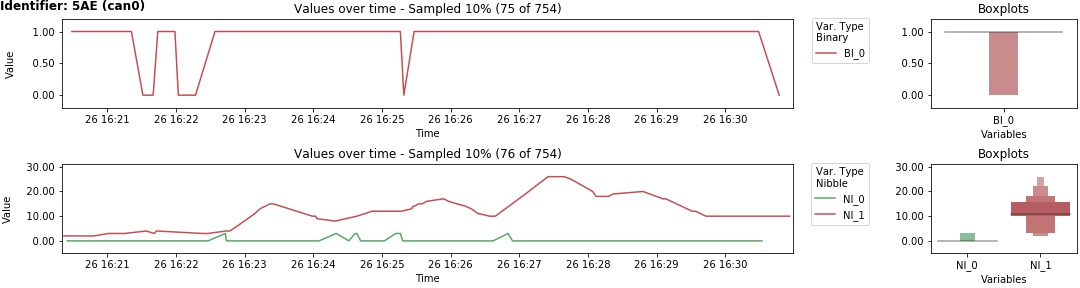 Identifier: 5AE (can0)
Values over time - Sampled 10% (75 of 754)
Boxplots
Value
1.00
0.50
0.00
26 16:21 26 16:22 26 16:23 26 16:24 26 16:25 26 16:26 26 16:27 26 16:28 26 16:29 26 16:30
Time
Var. Type
Binary
BI_0
1.00
0.50
0.00
BI_0
Variables
Values over time - Sampled 10% (76 of 754)
Boxplots
Value
30.00
20.00
10.00
0.00
26 16:21 26 16:22 26 16:23 26 16:24 26 16:25 26 16:26 26 16:27 26 16:28 26 16:29 26 16:30
Time
Var. Type
Nibble
NI_0
NI_1
30.00
20.00
10.00
0.00
NI_0 NI_1
Variables